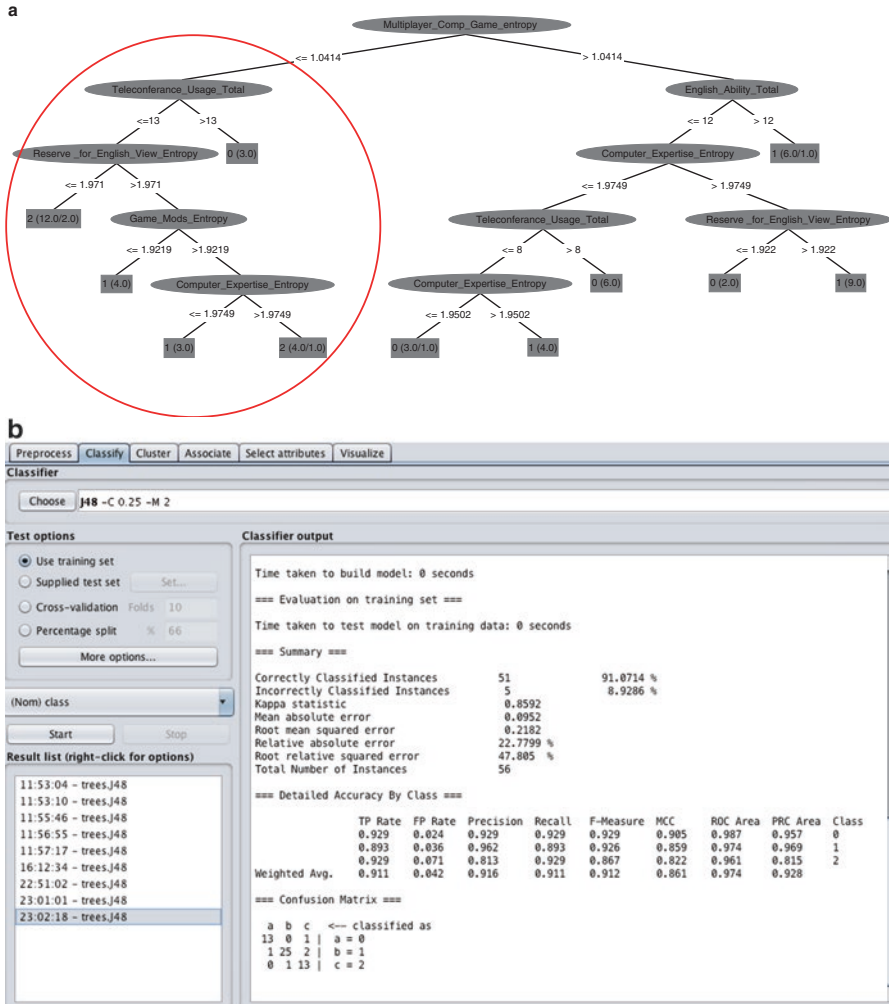 a
Multiplayer_Comp_Game_entropy
<= 1.0414
> 1.0414
Teleconferance_Usage_Total
English_Ability_Total
<=13
>13
<= 12
> 12
Reserve _for_English_View_Entropy
0 (3.0)
Computer_Expertise_Entropy
1 (6.0/1.0)
<= 1.971
>1.971
<= 1.9749
> 1.9749
2 (12.0/2.0)
Game_Mods_Entropy
Teleconferance_Usage_Total
Reserve _for_English_View_Entropy
<= 1.9219
>1.9219
<= 8
> 8
<= 1.922
> 1.922
1 (4.0)
Computer_Expertise_Entropy
Computer_Expertise_Entropy
0 (6.0)
0 (2.0)
1 (9.0)
<= 1.9749
>1.9749
<= 1.9502
> 1.9502
1 (3.0)
2 (4.0/1.0)
0 (3.0/1.0)
1 (4.0)
b
Preprocess Classify Cluster Associate Select attributes Visualize
Classifier
Choose J48 -C 0.25 -M 2
Test options
Use training set
Supplied test set Set...
Cross-validation Folds 10
Percentage split % 66
More options...
(Nom) class
Start Stop
Result list (right-click for options)
11:53:04 - trees.J48
11:53:10 - trees.J48
11:55:46 - trees.J48
11:56:55 - trees.J48
11:57:17 - trees.J48
16:12:34 - trees.J48
22:51:02 - trees.J48
23:01:01 - trees.J48
23:02:18 - trees.J48
Classifier output
Time taken to build model: 0 seconds
=== Evaluation on training set ===
Time taken to test model on training data: 0 seconds
=== Summary ===
Correctly Classified Instances 51 91.0714 %
Incorrectly Classified Instances 5 8.9286 %
Kappa statistic 0.8592
Mean absolute error 0.0952
Root mean squared error 0.2182
Relative absolute error 22.7799 %
Root relative squared error 47.805 %
Total Number of Instances 56
=== Detailed Accuracy By Class ===
TP Rate FP Rate Precision Recall F-Measure MCC ROC Area PRC Area Class
0.929 0.024 0.929 0.929 0.929 0.905 0.987 0.957 0
0.893 0.036 0.962 0.893 0.926 0.859 0.974 0.969 1
0.929 0.071 0.813 0.929 0.867 0.822 0.961 0.815 2
Weighted Avg. 0.911 0.042 0.916 0.911 0.912 0.861 0.974 0.928
=== Confusion Matrix ===
a b c <-- classified as
13 0 1 | a = 0
1 25 2 | b = 1
0 1 13 | c = 2